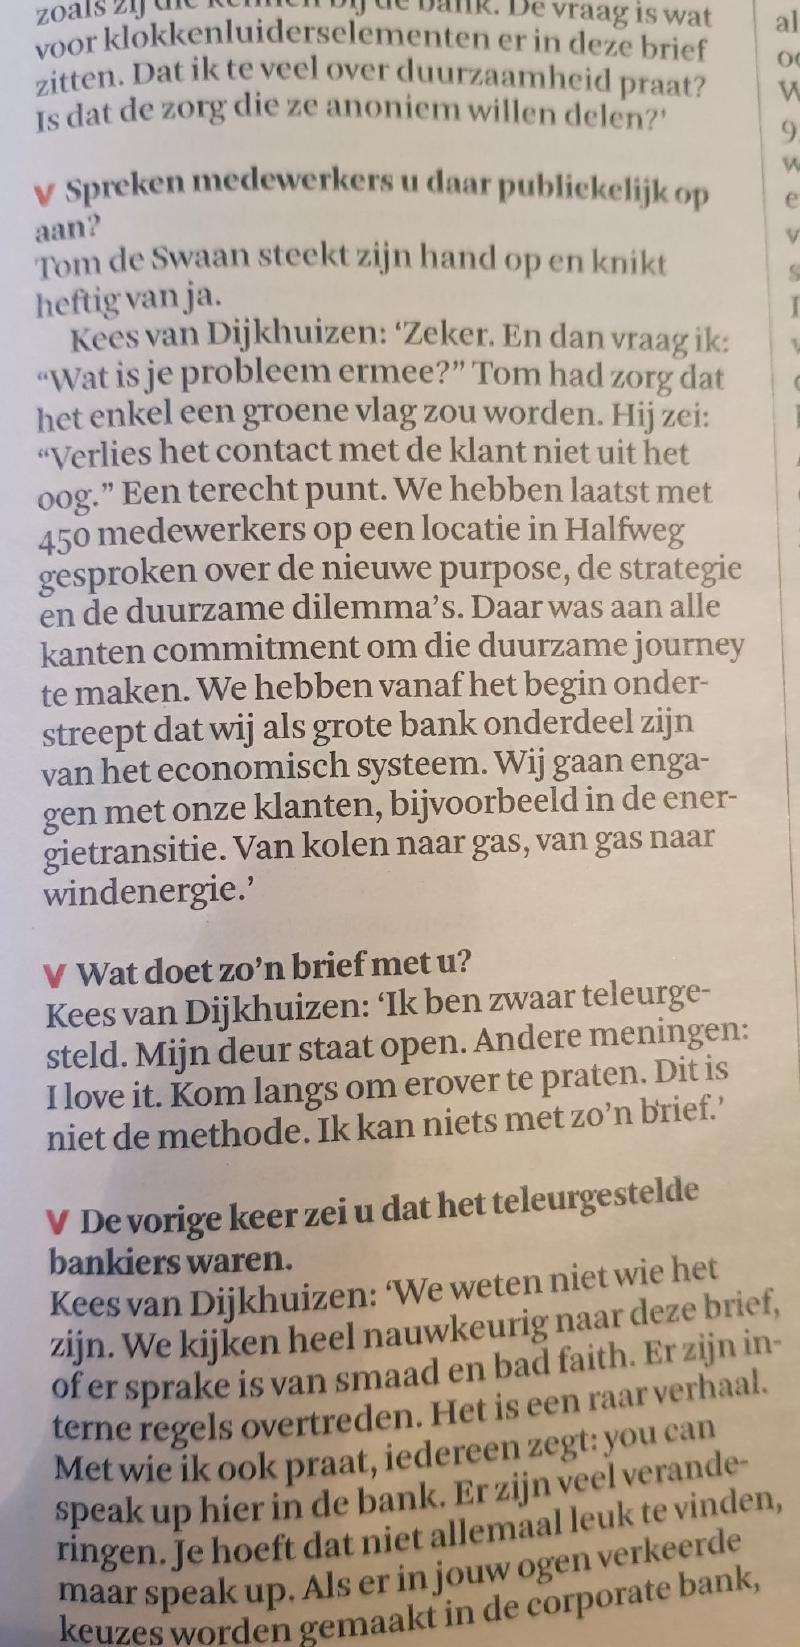 zoals zij die kennen bij de bank. De vraag is wat
voor klokkenluiderselementen er in deze brief
zitten. Dat ik te veel over duurzaamheid praat?
Is dat de zorg die ze anoniem willen delen?'
V Spreken medewerkers u daar publiekelijk op
aan?
Tom de Swaan steekt zijn hand op en knikt
heftig van ja.
Kees van Dijkhuizen: ‘Zeker. En dan vraag ik:
“Wat is je probleem ermee?” Tom had zorg dat
het enkel een groene vlag zou worden. Hij zei:
“Verlies het contact met de klant niet uit het
oog.” Een terecht punt. We hebben laatst met
450 medewerkers op een locatie in Halfweg
gesproken over de nieuwe purpose, de strategie
en de duurzame dilemma’s. Daar was aan alle
kanten commitment om die duurzame journey
te maken. We hebben vanaf het begin onder-
streept dat wij als grote bank onderdeel zijn
van het economisch systeem. Wij gaan enga-
gen met onze klanten, bijvoorbeeld in de ener-
gietransitie. Van kolen naar gas, van gas naar
windenergie.’
V Wat doet zo’n brief met u?
Kees van Dijkhuizen: ‘Ik ben zwaar teleurge-
steld. Mijn deur staat open. Andere meningen:
I love it. Kom langs om erover te praten. Dit is
niet de methode. Ik kan niets met zo’n brief.’
V De vorige keer zei u dat het teleurgestelde
bankiers waren.
Kees van Dijkhuizen: ‘We weten niet wie het
zijn. We kijken heel nauwkeurig naar deze brief,
of er sprake is van smaad en bad faith. Er zijn in-
terne regels overtreden. Het is een raar verhaal.
Met wie ik ook praat, iedereen zegt: you can
speak up hier in de bank. Er zijn veel verande-
ringen. Je hoeft dat niet allemaal leuk te vinden,
maar speak up. Als er in jouw ogen verkeerde
keuzes worden gemaakt in de corporate bank,